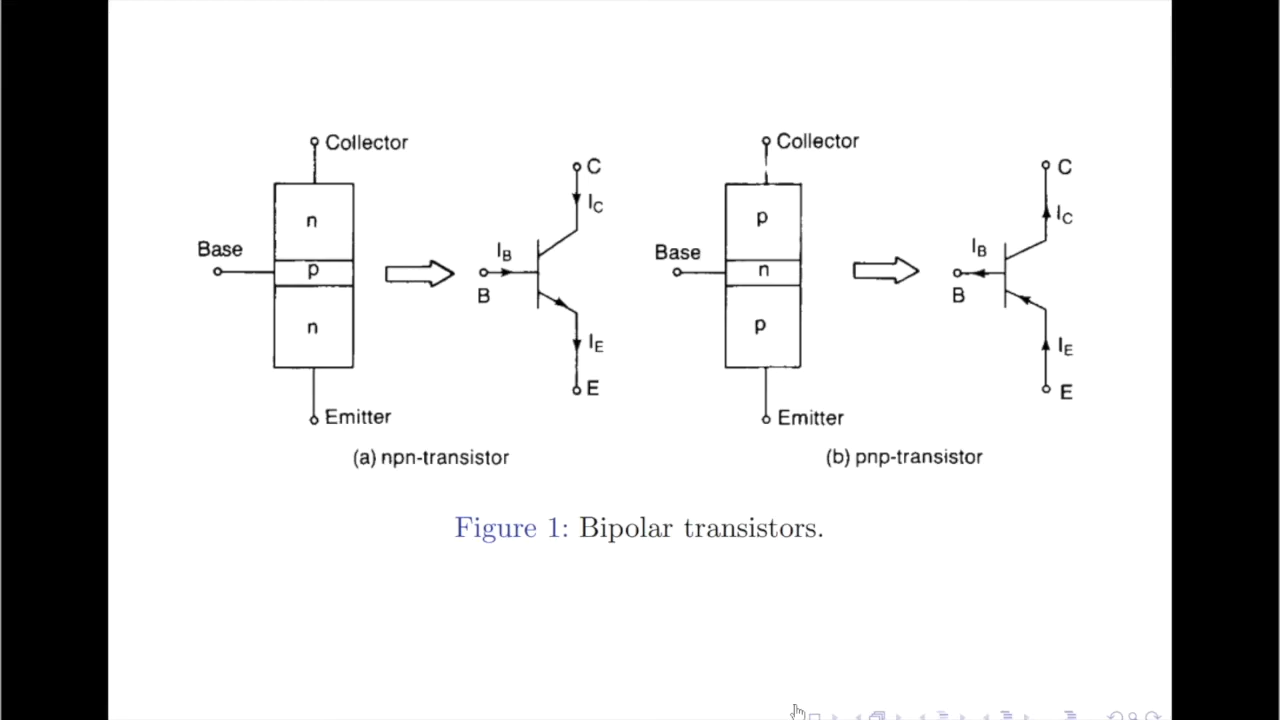 Collector
n
Base
p
n
Emitter
C
I_C
I_B
B
I_E
E
(a) npn-transistor
Collector
p
Base
n
p
Emitter
C
I_C
I_B
B
I_E
E
(b) pnp-transistor
Figure 1: Bipolar transistors.